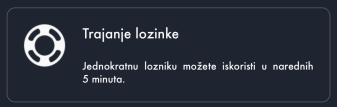 Trajanje lozinke
Jednokratnu lozniku možete iskoristi u narednih
5 minuta.